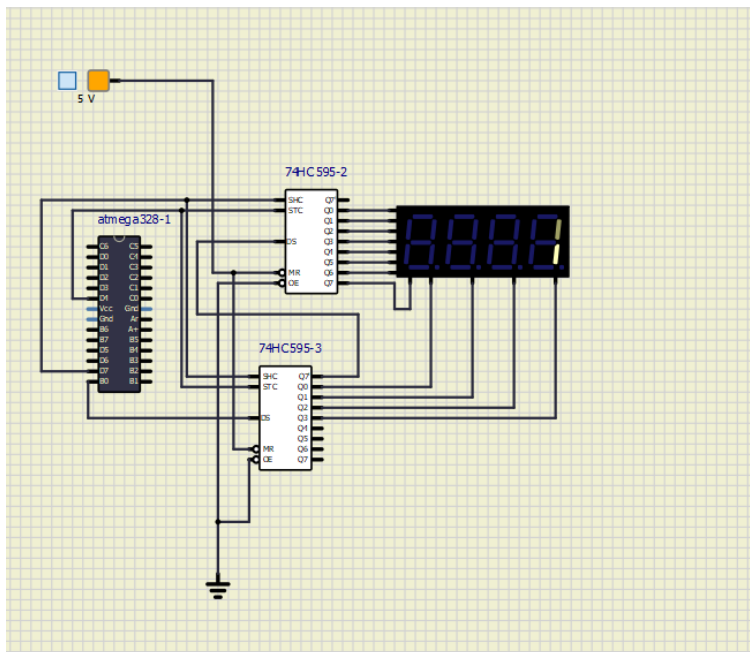 5 V
74HC595-2
SHC Q7
STC Q0
Q1
Q2
DS Q3
Q4
Q5
MR Q6
OE Q7
atmega328-1
C6 C5
D0 C4
D1 C3
D2 C2
D3 C1
D4 C0
Vcc Gnd
Gnd Ar
B6 A+
B7 B5
D5 B4
D6 B3
D7 B2
B0 B1
74HC595-3
SHC Q7
STC Q0
Q1
Q2
DS Q3
Q4
Q5
MR Q6
OE Q7